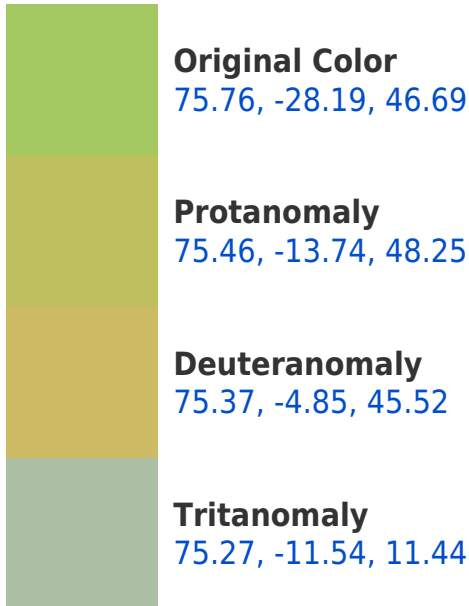 Original Color
75.76, -28.19, 46.69
Protanomaly
75.46, -13.74, 48.25
Deuteranomaly
75.37, -4.85, 45.52
Tritanomaly
75.27, -11.54, 11.44